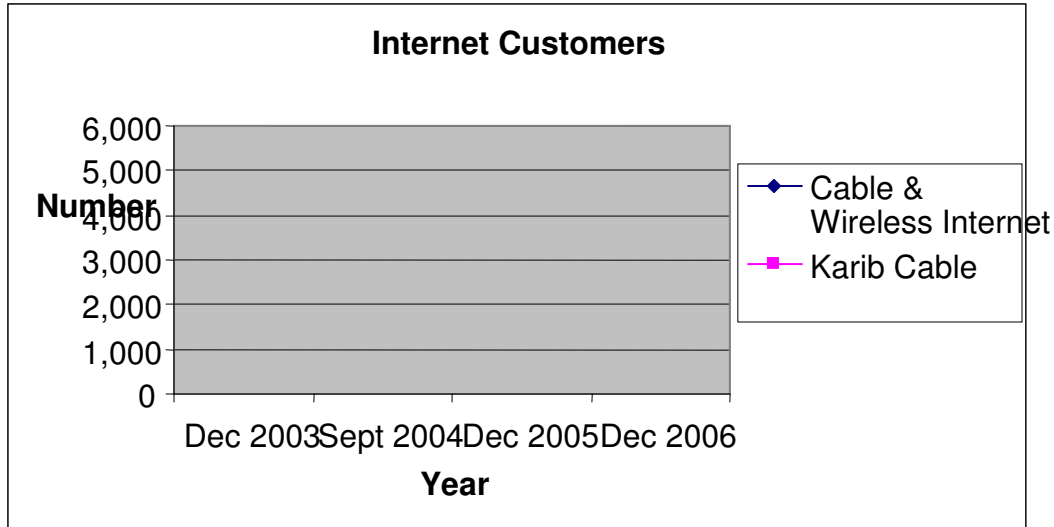 Internet Customers
6,000
5,000
Number
4,000
3,000
2,000
1,000
0
Dec 2003 Sept 2004 Dec 2005 Dec 2006
Year
Cable &
Wireless Internet
Karib Cable